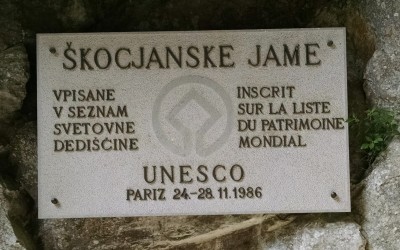 ŠKOCJANSKE JAME
VPISANE
V SEZNAM
SVETOVNE
DEDIŠČINE
INSCRIT
SUR LA LISTE
DU PATRIMOINE
MONDIAL
UNESCO
PARIZ 24.-28.11.1986